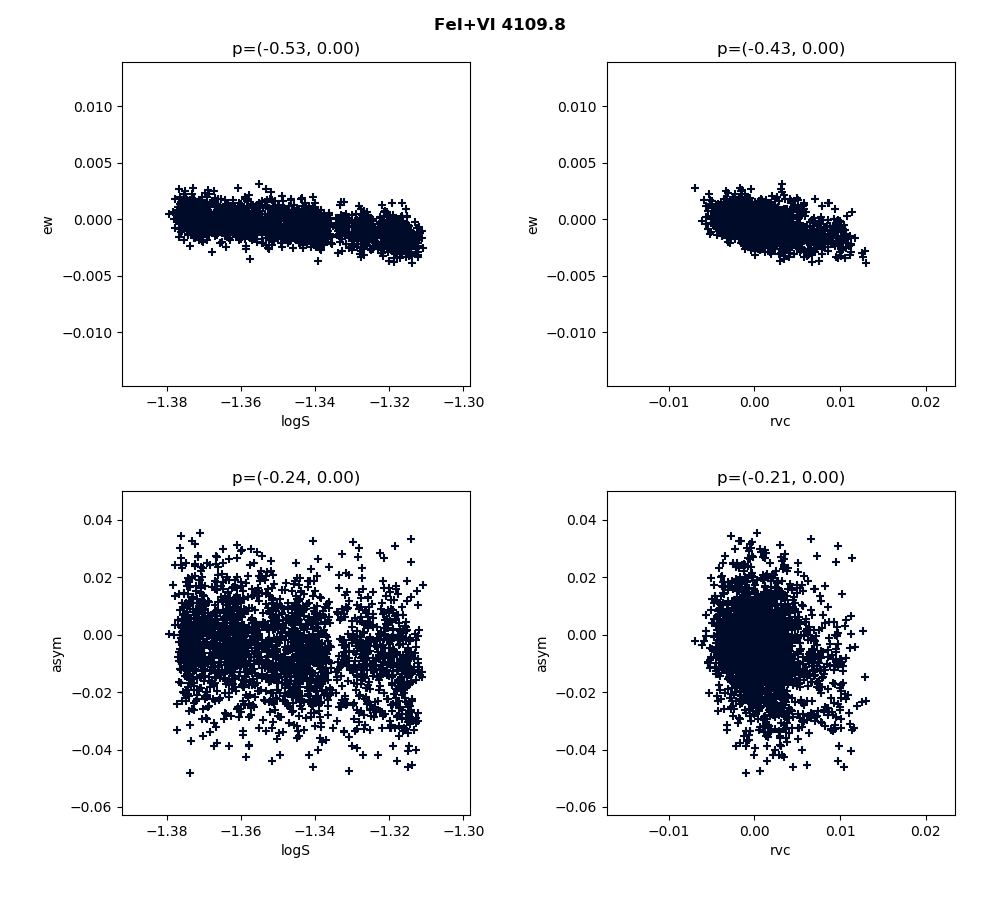 FeI+VI 4109.8
p=(-0.53, 0.00)
0.010
0.005
0.000
−0.005
−0.010
ew
−1.38 −1.36 −1.34 −1.32 −1.30
logS
p=(-0.43, 0.00)
0.010
0.005
0.000
−0.005
−0.010
ew
−0.01 0.00 0.01 0.02
rvc
p=(-0.24, 0.00)
0.04
0.02
0.00
−0.02
−0.04
−0.06
asym
−1.38 −1.36 −1.34 −1.32 −1.30
logS
p=(-0.21, 0.00)
0.04
0.02
0.00
−0.02
−0.04
−0.06
asym
−0.01 0.00 0.01 0.02
rvc